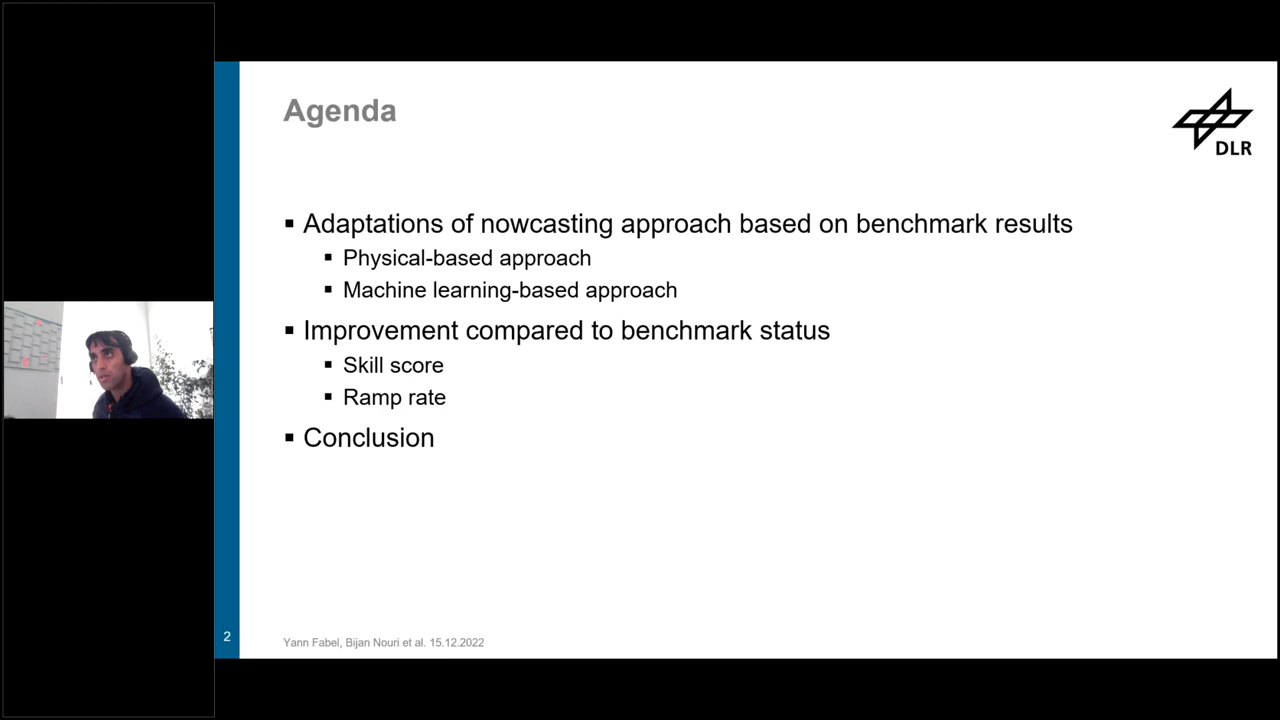 Agenda
DLR
Adaptations of nowcasting approach based on benchmark results
Physical-based approach
Machine learning-based approach
Improvement compared to benchmark status
Skill score
Ramp rate
Conclusion
2
Yann Fabel, Bijan Nouri et al. 15.12.2022